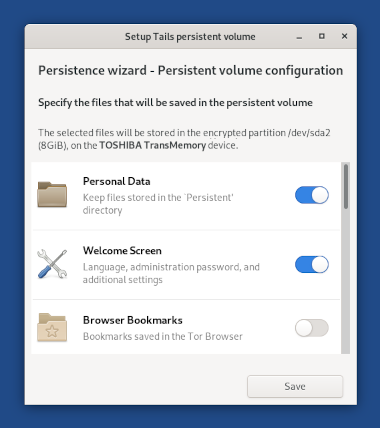 Setup Tails persistent volume
Persistence wizard - Persistent volume configuration
Specify the files that will be saved in the persistent volume
The selected files will be stored in the encrypted partition /dev/sda2
(8GiB), on the TOSHIBA TransMemory device.
Personal Data
Keep files stored in the `Persistent'
directory
Welcome Screen
Language, administration password, and
additional settings
Browser Bookmarks
Bookmarks saved in the Tor Browser
Save